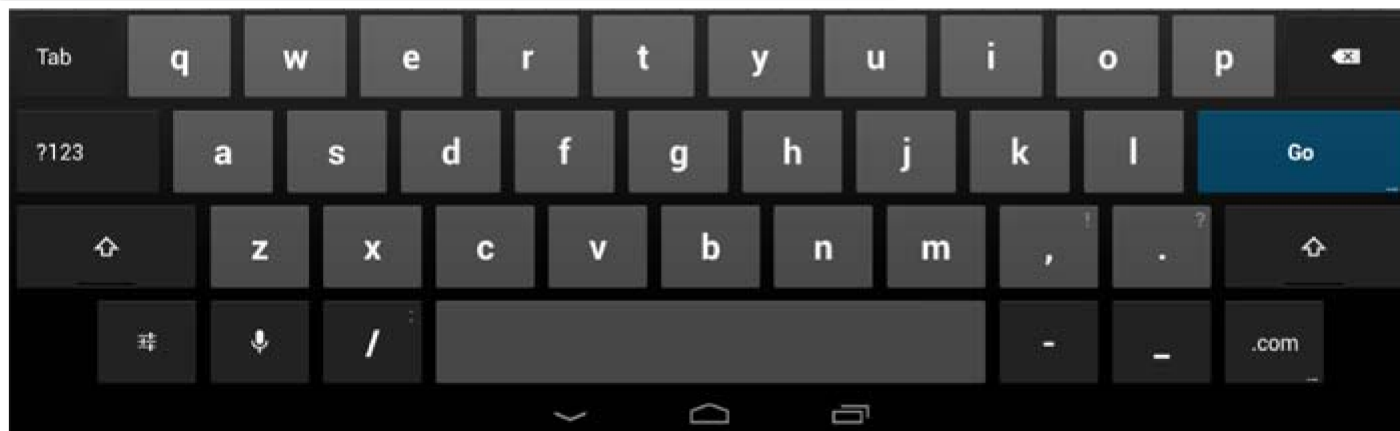 Tab q w e r t y u i o p
?123 a s d f g h j k l Go
z x c v b n m , ! . ?
/ : - _ .com